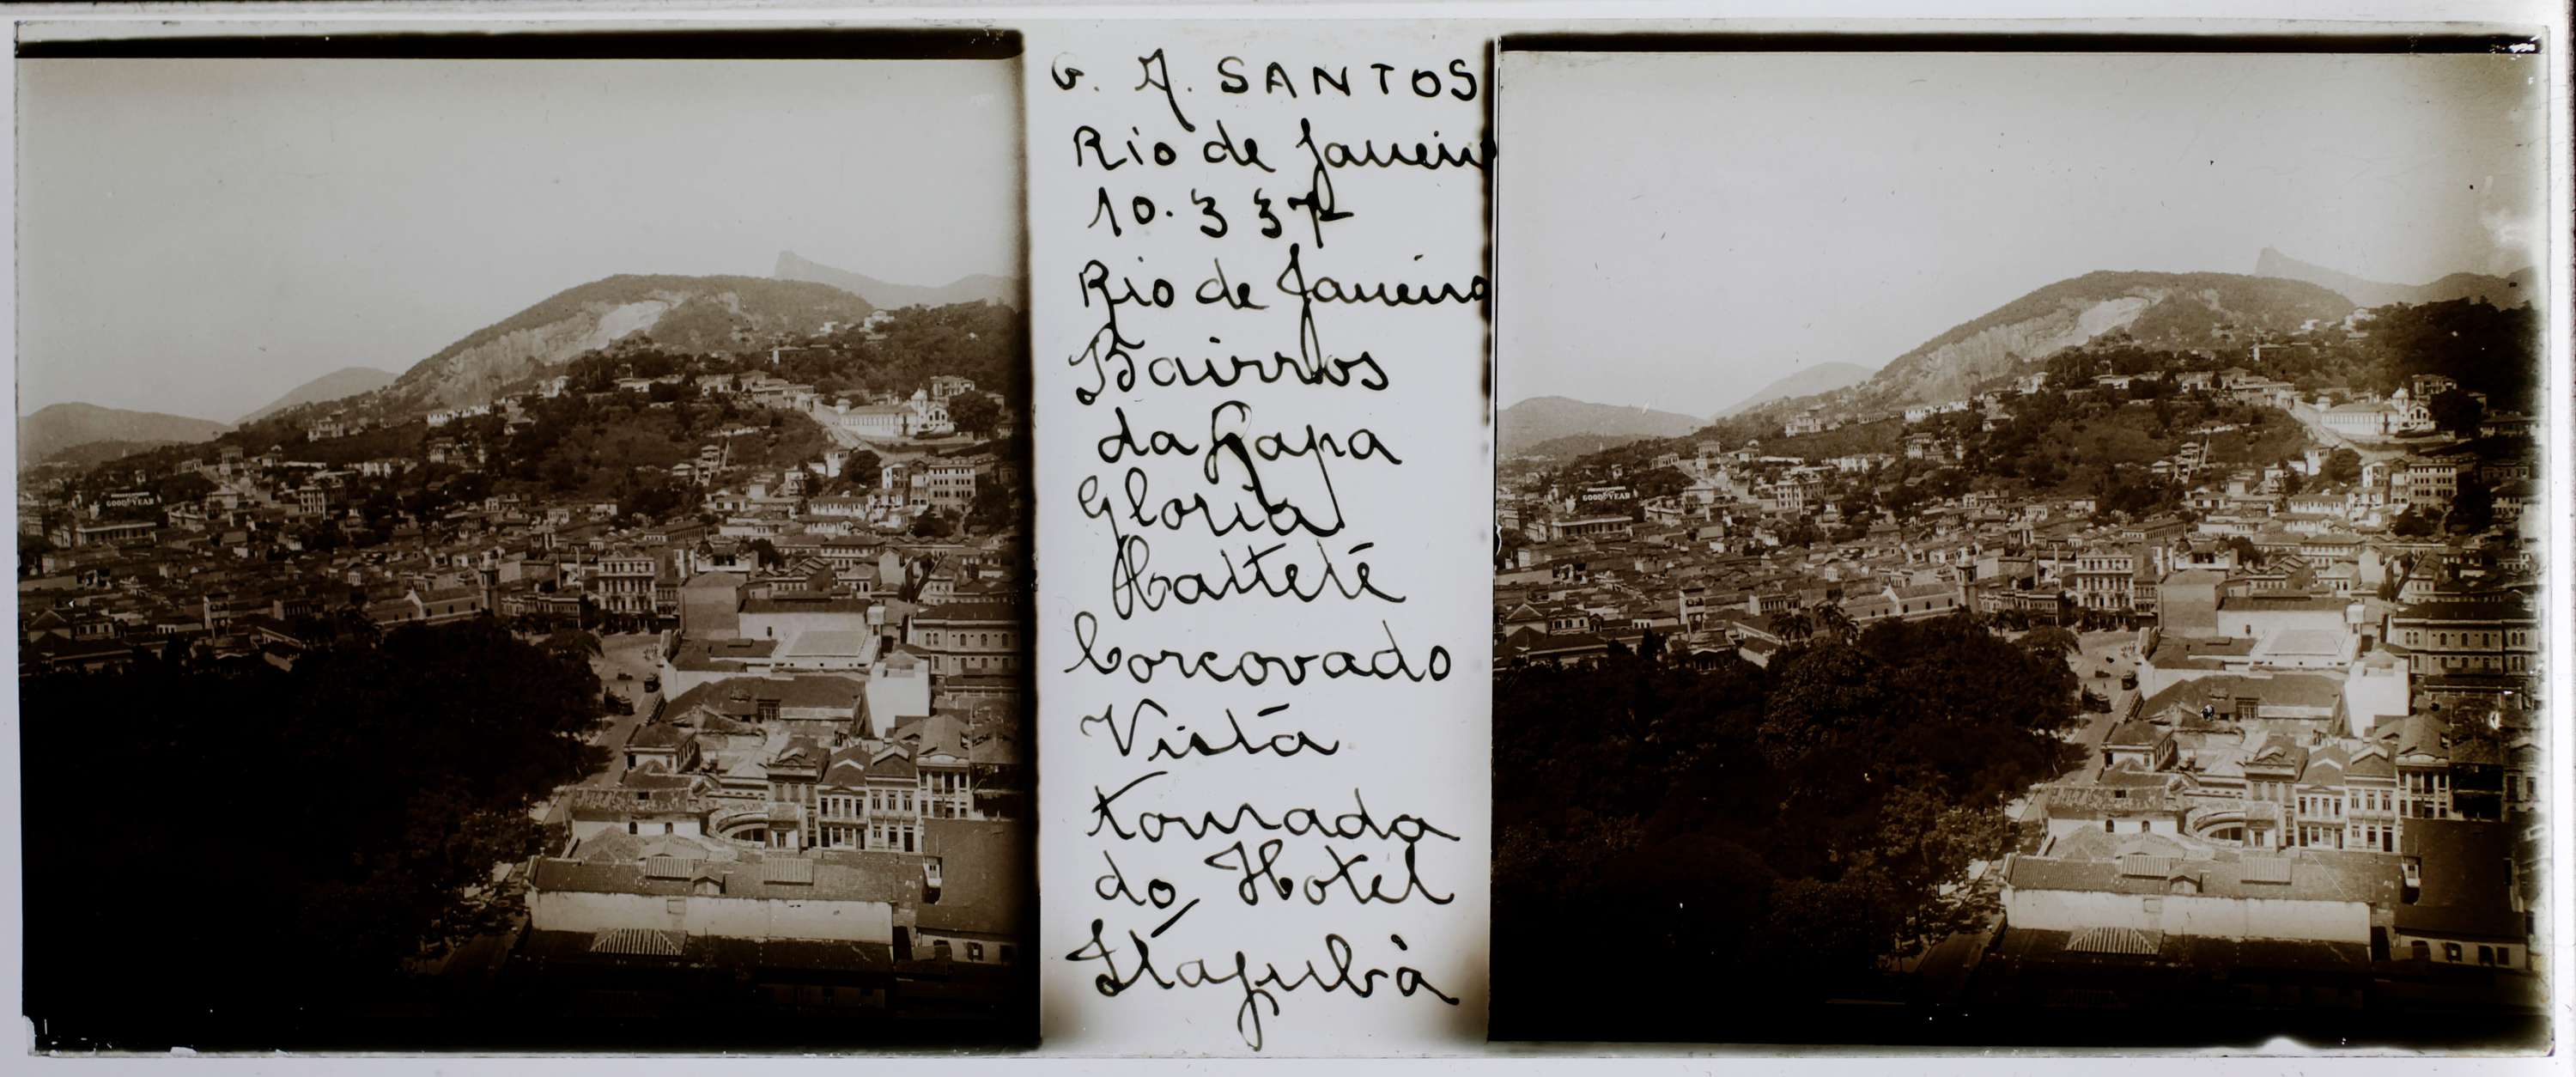 G. A. SANTOS
Rio de Janeiro
10. 3 37
Rio de Janeiro
Bairros
da Lapa
Gloria
Cattete
Corcovado
Vista
tomada
do Hotel
Itajubá
GOODYEAR
GOODYEAR